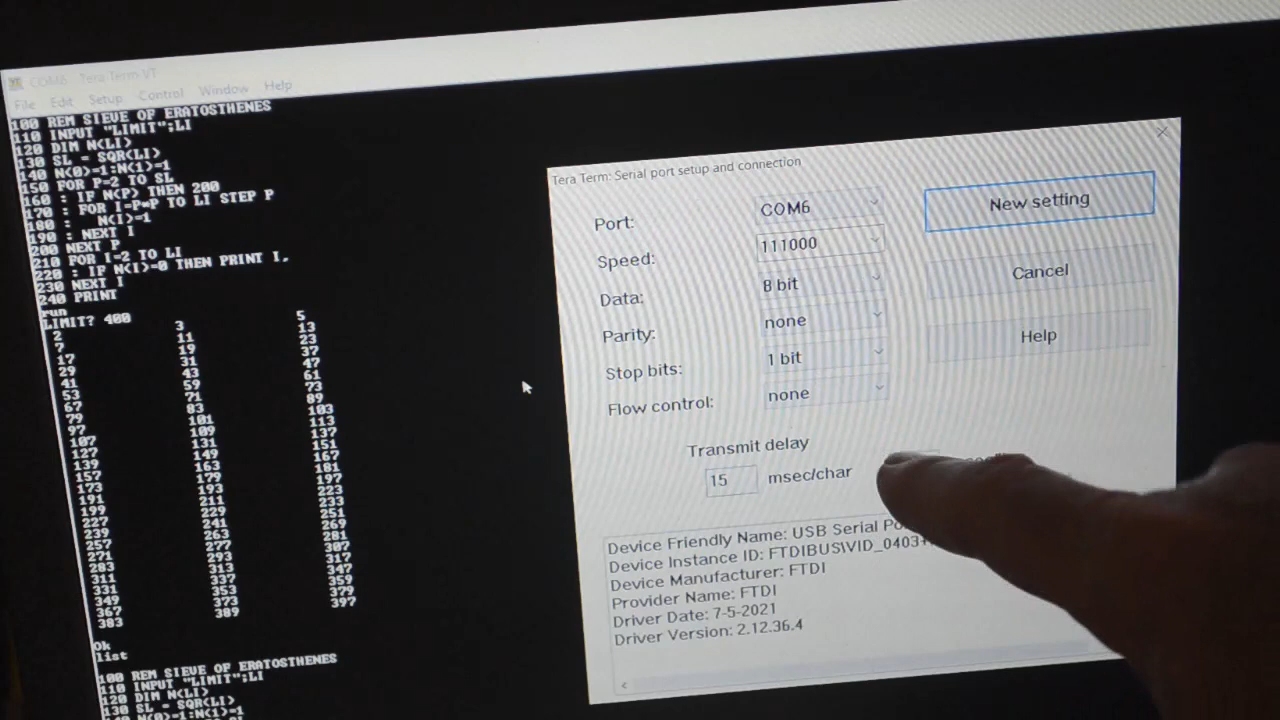 COM6 - Tera Term VT
File Edit Setup Control Window Help
100 REM SIEVE OF ERATOSTHENES
110 INPUT "LIMIT";LI
120 DIM N(LI)
130 SL = SQR(LI)
140 N(0)=1:N(1)=1
150 FOR P=2 TO SL
160 : IF N(P) THEN 200
170 : FOR I=P*P TO LI STEP P
180 :   N(I)=1
190 : NEXT I
200 NEXT P
210 FOR I=2 TO LI
220 : IF N(I)=0 THEN PRINT I,
230 NEXT I
240 PRINT
run
LIMIT? 400
2 3 5
7 11 13
17 19 23
29 31 37
41 43 47
53 59 61
67 71 73
79 83 89
97 101 103
107 109 113
127 131 137
139 149 151
157 163 167
173 179 181
191 193 197
199 211 223
227 229 233
239 241 251
257 263 269
271 277 281
283 293 307
311 313 317
331 337 347
349 353 359
367 373 379
383 389 397
Ok
list
100 REM SIEVE OF ERATOSTHENES
110 INPUT "LIMIT";LI
120 DIM N(LI)
130 SL = SQR(LI)
140 N(0)=1:N(1)=1
Tera Term: Serial port setup and connection
Port: COM6
New setting
Speed: 111000
Data: 8 bit
Cancel
Parity: none
Stop bits: 1 bit
Help
Flow control: none
Transmit delay
15 msec/char
Device Friendly Name: USB Serial
Device Instance ID: FTDIBUS\VID_0403+
Device Manufacturer: FTDI
Provider Name: FTDI
Driver Date: 7-5-2021
Driver Version: 2.12.36.4